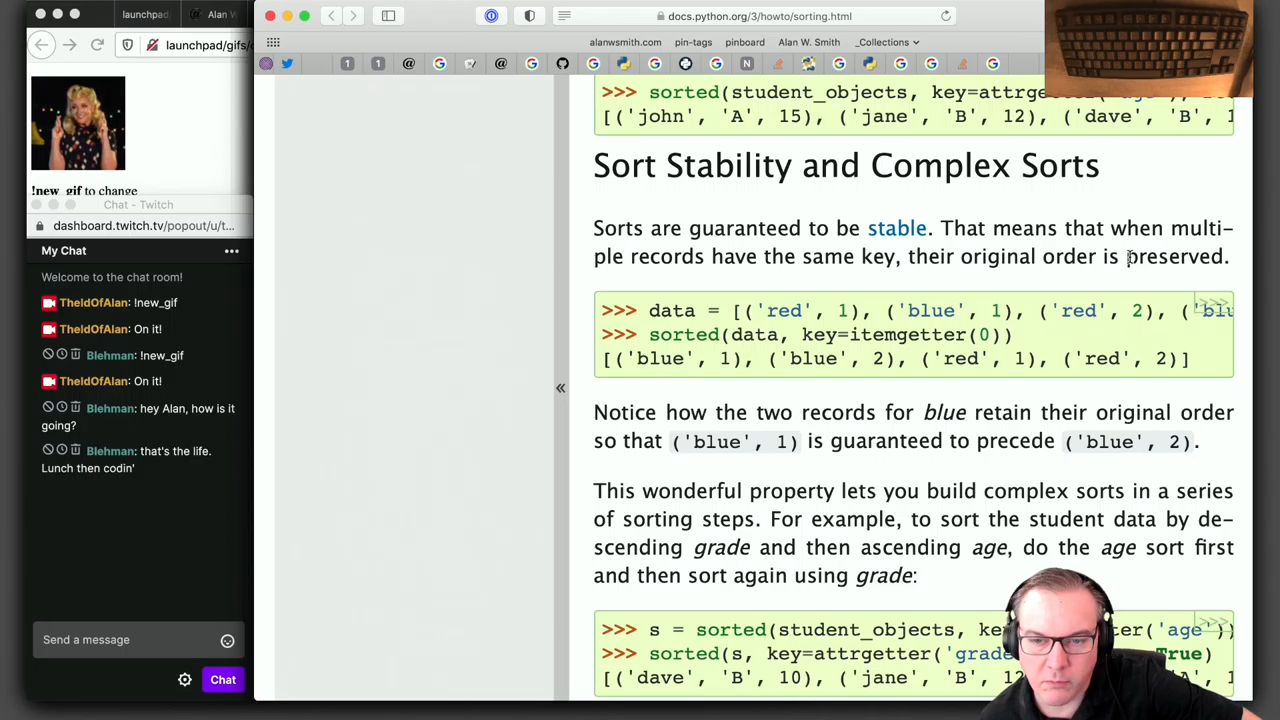 launchpad
Alan W
launchpad/gifs/
!new_gif to change
Chat - Twitch
dashboard.twitch.tv/popout/u/t...
My Chat
Welcome to the chat room!
TheIdOfAlan: !new_gif
TheIdOfAlan: On it!
Blehman: !new_gif
TheIdOfAlan: On it!
Blehman: hey Alan, how is it
going?
Blehman: that's the life.
Lunch then codin'
Send a message
Chat
docs.python.org/3/howto/sorting.html
alanwsmith.com pin-tags pinboard Alan W. Smith _Collections
1 1
>>> sorted(student_objects, key=attrgetter('age'),
[('john', 'A', 15), ('jane', 'B', 12), ('dave', 'B', 1
Sort Stability and Complex Sorts
Sorts are guaranteed to be stable. That means that when multi-
ple records have the same key, their original order is preserved.
>>>
>>> data = [('red', 1), ('blue', 1), ('red', 2), ('blu
>>> sorted(data, key=itemgetter(0))
[('blue', 1), ('blue', 2), ('red', 1), ('red', 2)]
Notice how the two records for blue retain their original order
so that ('blue', 1) is guaranteed to precede ('blue', 2).
This wonderful property lets you build complex sorts in a series
of sorting steps. For example, to sort the student data by de-
scending grade and then ascending age, do the age sort first
and then sort again using grade:
>>>
>>> s = sorted(student_objects, ke ter('age')
>>> sorted(s, key=attrgetter('grade True)
[('dave', 'B', 10), ('jane', 'B', 12 'A', 1